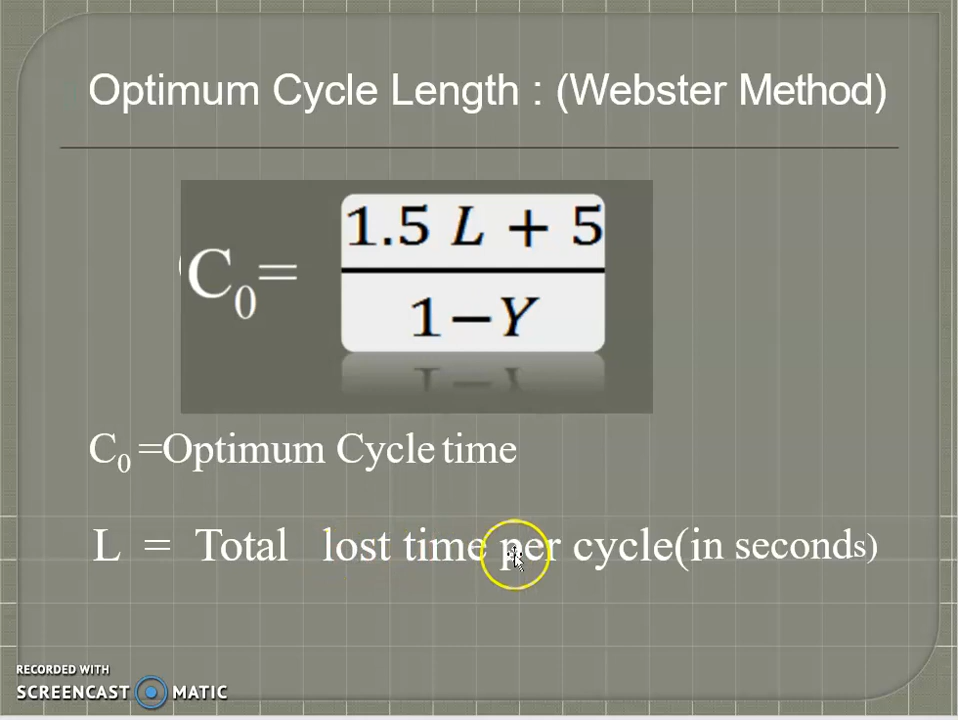 Optimum Cycle Length : (Webster Method)
C₀= (1.5 L + 5) / (1−Y)
C₀ =Optimum Cycle time
L = Total lost time per cycle(in seconds)
RECORDED WITH
SCREENCAST MATIC